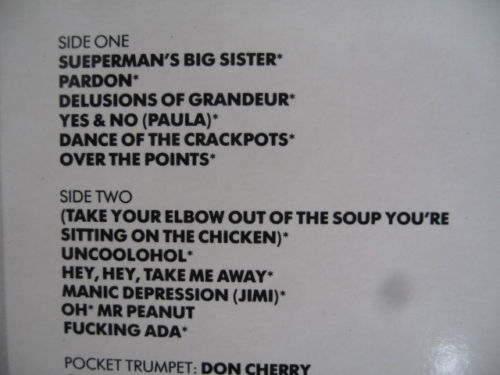 SIDE ONE
SUEPERMAN'S BIG SISTER*
PARDON*
DELUSIONS OF GRANDEUR*
YES & NO (PAULA)*
DANCE OF THE CRACKPOTS*
OVER THE POINTS*
SIDE TWO
(TAKE YOUR ELBOW OUT OF THE SOUP YOU'RE
SITTING ON THE CHICKEN)*
UNCOOLOHOL*
HEY, HEY, TAKE ME AWAY*
MANIC DEPRESSION (JIMI)*
OH* MR PEANUT
FUCKING ADA*
POCKET TRUMPET: DON CHERRY